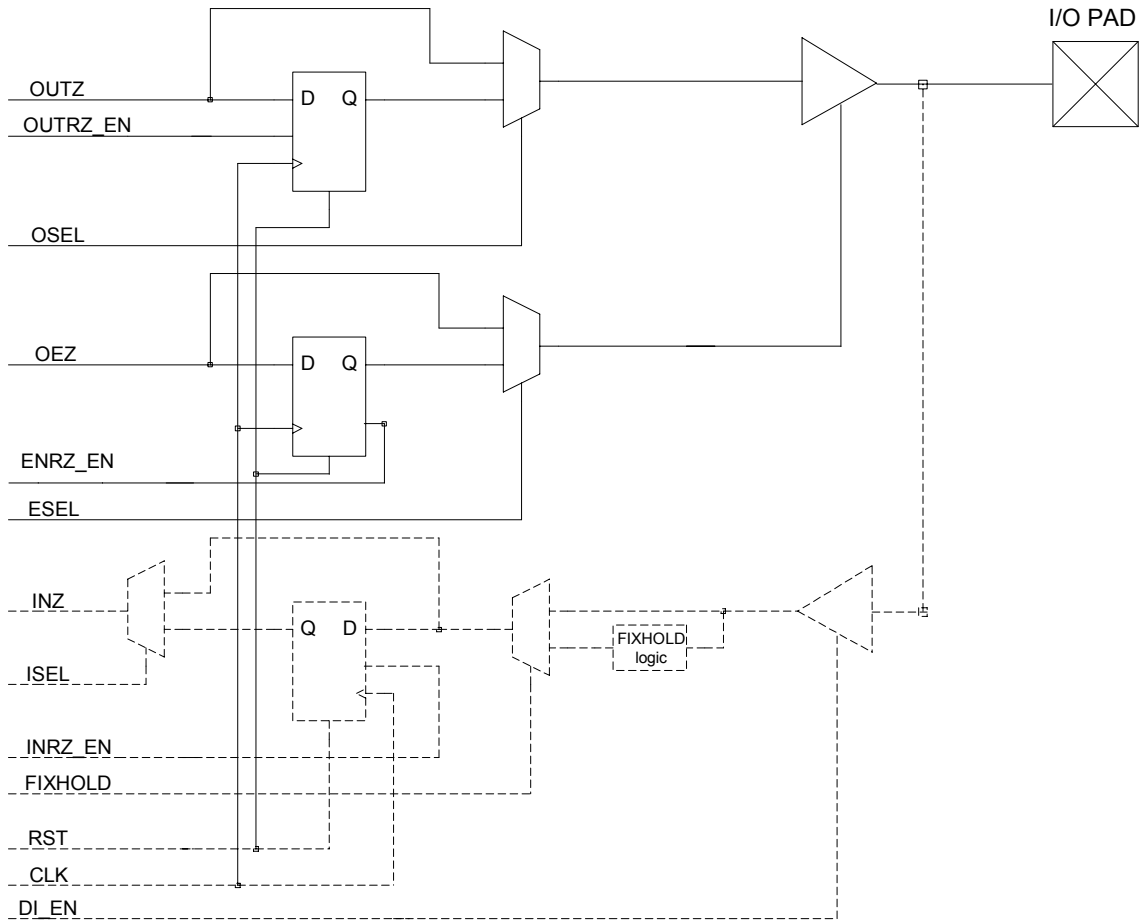 I/O PAD
OUTZ
D Q
OUTRZ_EN
OSEL
OEZ
D Q
ENRZ_EN
ESEL
INZ
Q D
FIXHOLD
logic
ISEL
INRZ_EN
FIXHOLD
RST
CLK
DI_EN